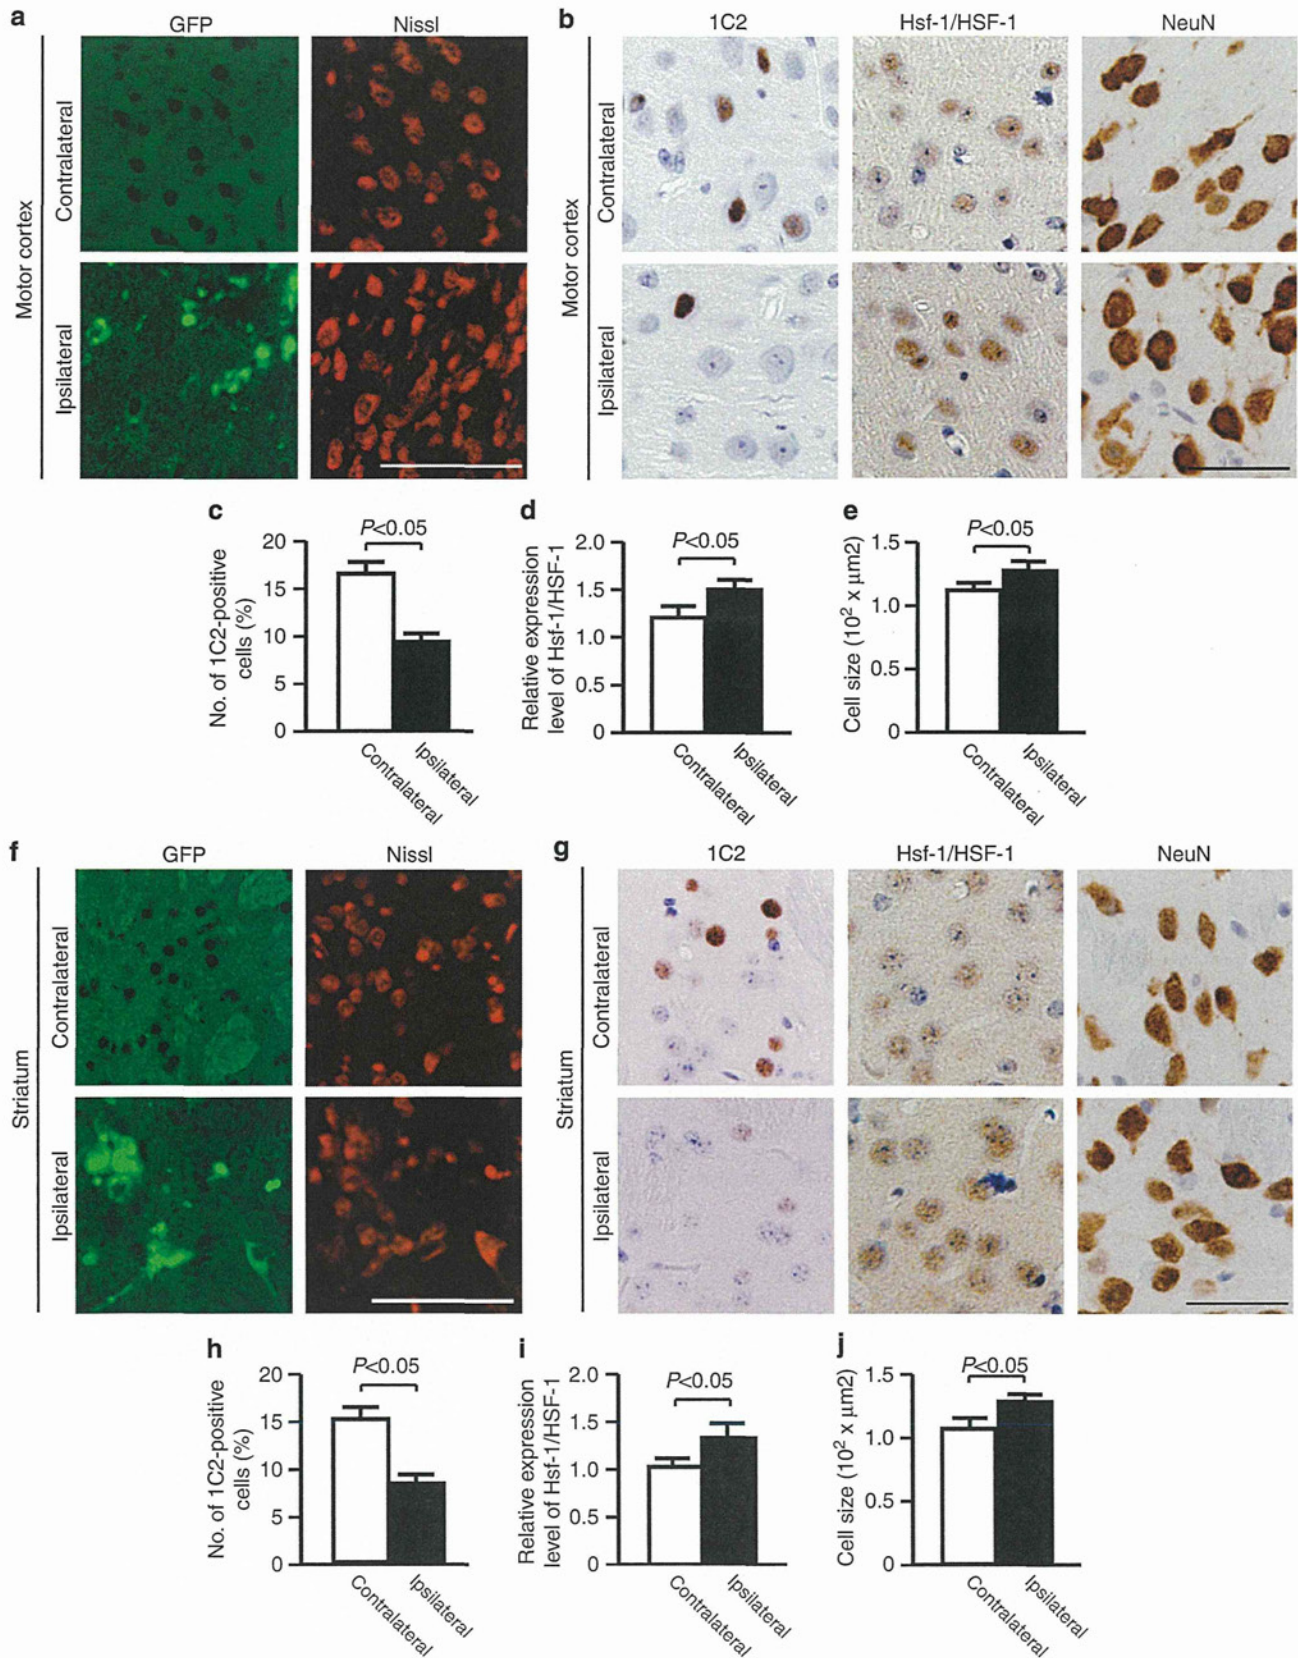 a
GFP
Nissl
Motor cortex
Contralateral
Ipsilateral
b
1C2
Hsf-1/HSF-1
NeuN
Motor cortex
Contralateral
Ipsilateral
c
No. of 1C2-positive
cells (%)
20
15
10
5
0
P<0.05
Contralateral
Ipsilateral
d
Relative expression
level of Hsf-1/HSF-1
2.0
1.5
1.0
0.5
0
P<0.05
Contralateral
Ipsilateral
e
Cell size (10² x µm2)
1.5
1.0
0.5
0
P<0.05
Contralateral
Ipsilateral
f
GFP
Nissl
Striatum
Contralateral
Ipsilateral
g
1C2
Hsf-1/HSF-1
NeuN
Striatum
Contralateral
Ipsilateral
h
No. of 1C2-positive
cells (%)
20
15
10
5
0
P<0.05
Contralateral
Ipsilateral
i
Relative expression
level of Hsf-1/HSF-1
2.0
1.5
1.0
0.5
0
P<0.05
Contralateral
Ipsilateral
j
Cell size (10² x µm2)
1.5
1.0
0.5
0
P<0.05
Contralateral
Ipsilateral